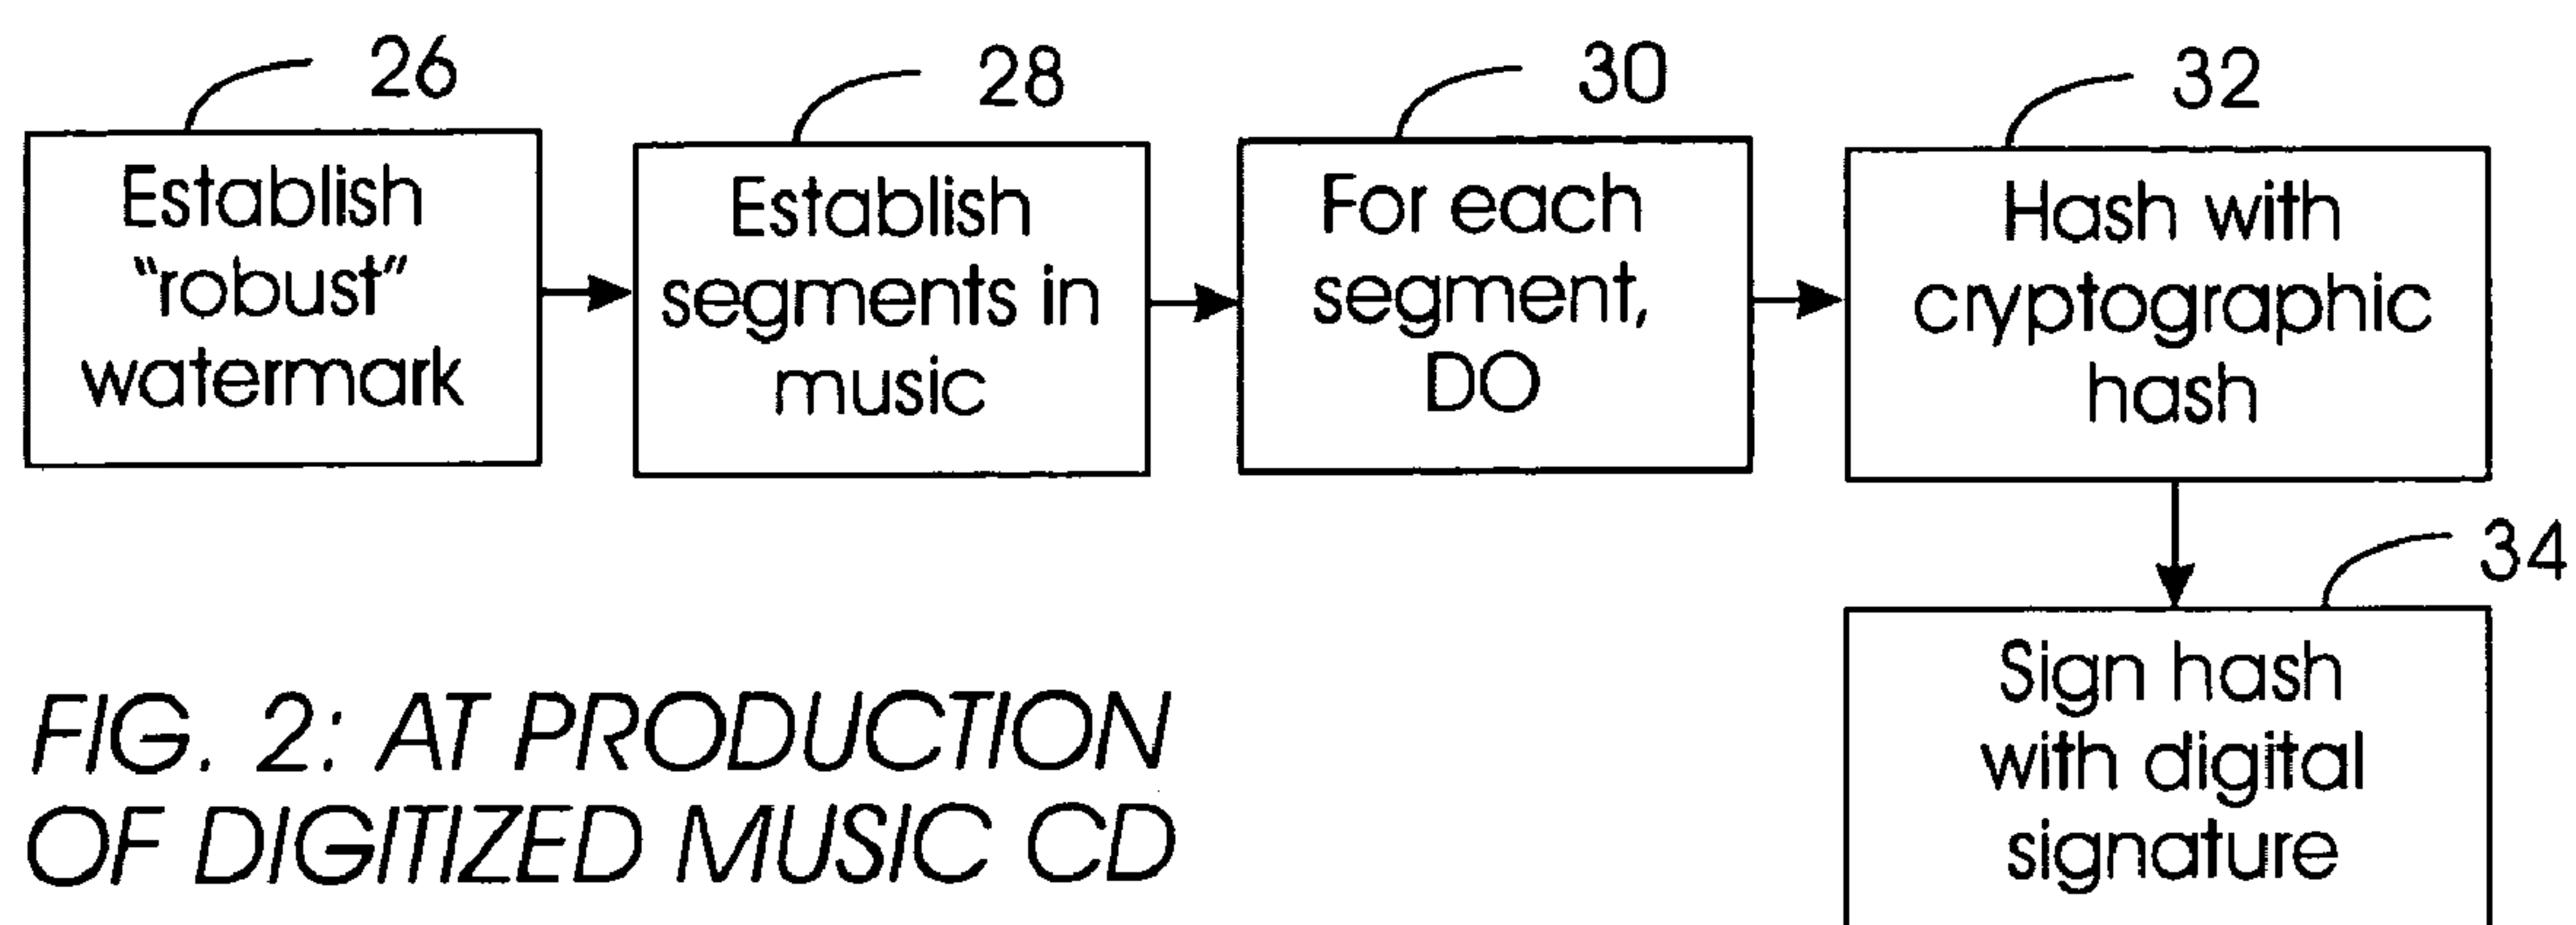 26
Establish
“robust”
watermark
28
Establish
segments in
music
30
For each
segment,
DO
32
Hash with
cryptographic
hash
34
Sign hash
with digital
signature
FIG. 2: AT PRODUCTION
OF DIGITIZED MUSIC CD